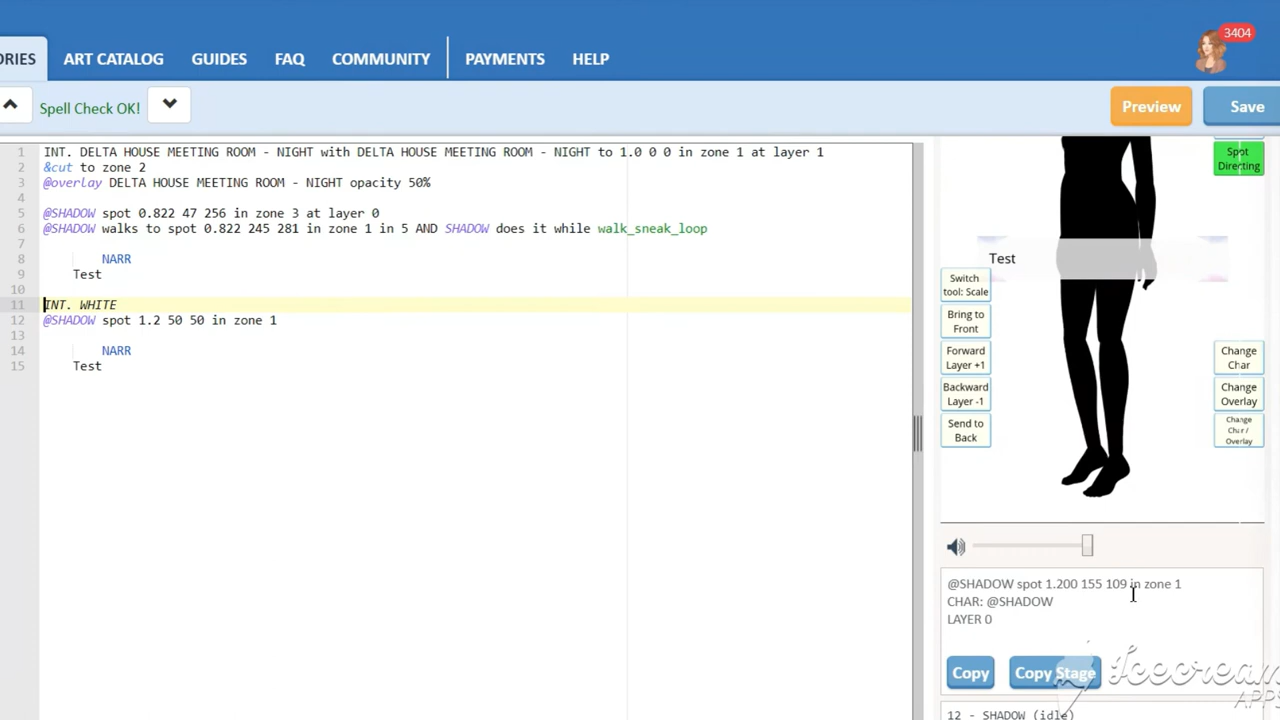 3404
ORIES ART CATALOG GUIDES FAQ COMMUNITY PAYMENTS HELP
Spell Check OK!
Preview
Save
1 INT. DELTA HOUSE MEETING ROOM - NIGHT with DELTA HOUSE MEETING ROOM - NIGHT to 1.0 0 0 in zone 1 at layer 1
2 &cut to zone 2
3 @overlay DELTA HOUSE MEETING ROOM - NIGHT opacity 50%
4
5 @SHADOW spot 0.822 47 256 in zone 3 at layer 0
6 @SHADOW walks to spot 0.822 245 281 in zone 1 in 5 AND SHADOW does it while walk_sneak_loop
7
8 NARR
9 Test
10
11 INT. WHITE
12 @SHADOW spot 1.2 50 50 in zone 1
13
14 NARR
15 Test
Spot
Directing
Test
Switch
tool: Scale
Bring to
Front
Forward
Layer +1
Backward
Layer -1
Send to
Back
Change
Char
Change
Overlay
Change
Char /
Overlay
@SHADOW spot 1.200 155 109 in zone 1
CHAR: @SHADOW
LAYER 0
Copy
Copy Stage
Icecream
APPS
12 - SHADOW (idle)